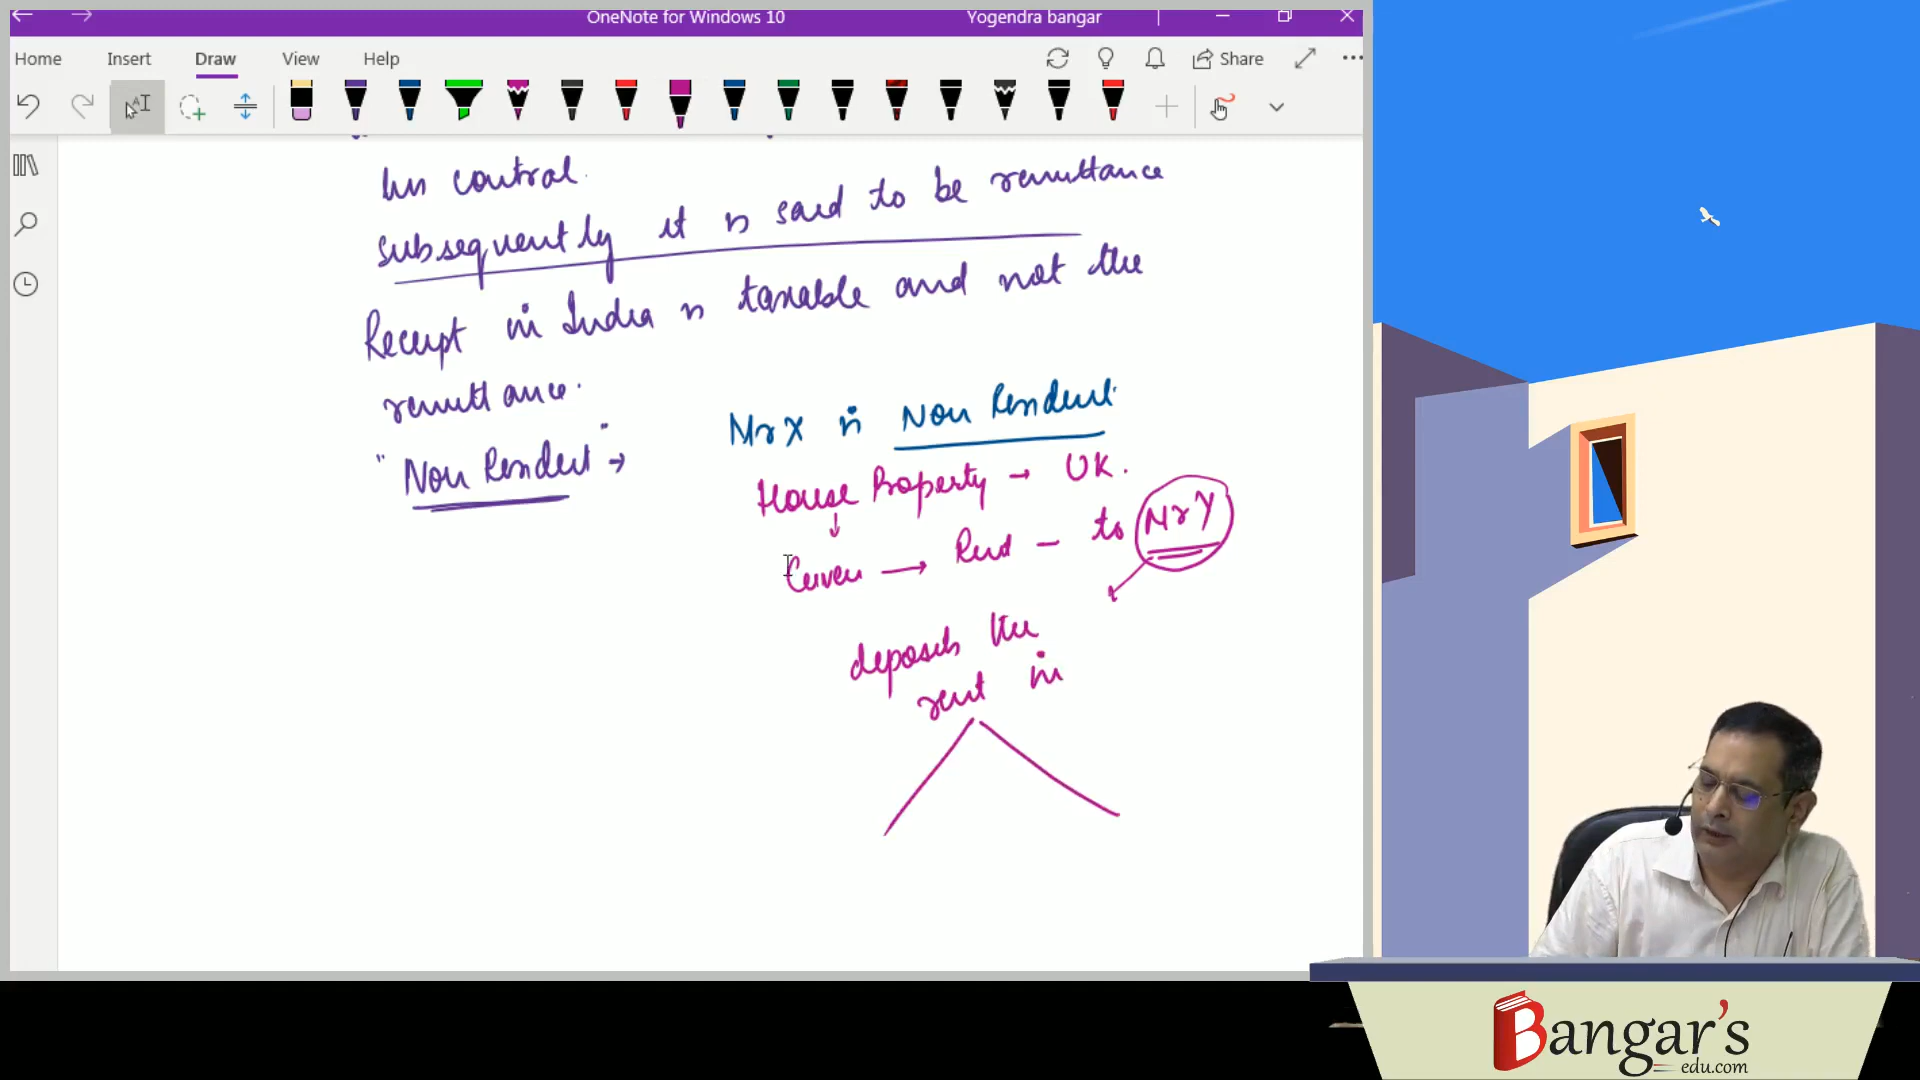 OneNote for Windows 10
Yogendra bangar
Home Insert Draw View Help
Share
his control.
subsequently it is said to be remittance
Receipt in India is taxable and not the
remittance.
"Non Resident" →
Mr X is Non Resident.
House Property → UK.
Given → Rent - to Mr Y
deposits the
rent in
Bangar's
edu.com